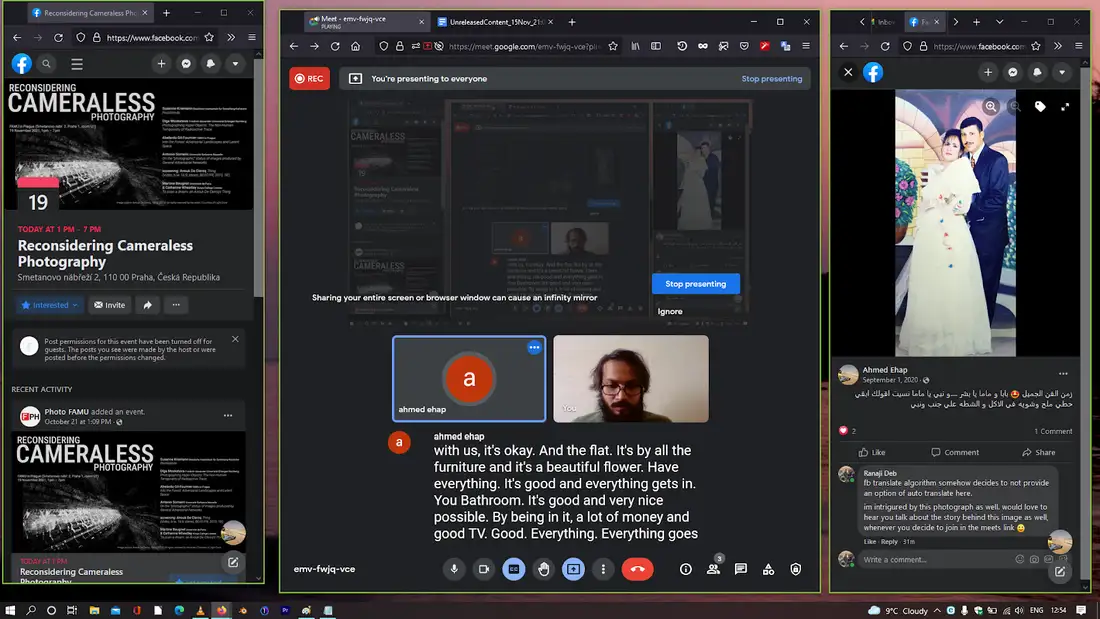 Reconsidering Cameraless Pho
https://www.facebook.com
RECONSIDERING
CAMERALESS
PHOTOGRAPHY
19
TODAY AT 1 PM – 7 PM
Reconsidering Cameraless
Photography
Smetanovo nábřeží 2, 110 00 Praha, Česká Republika
Interested
Invite
Post permissions for this event have been turned off for
guests. The posts you see were made by the host or were
posted before the permissions changed.
RECENT ACTIVITY
FPH
Photo FAMU added an event.
October 21 at 1:09 PM
RECONSIDERING
CAMERALESS
PHOTOGRAPHY
TODAY AT 1 PM
Reconsidering Cameraless
Photography
Meet - emv-fwjq-vce
PLAYING
UnreleasedContent_15Nov_21
https://meet.google.com/emv-fwjq-vce?pli
REC
You're presenting to everyone
Stop presenting
Stop presenting
Sharing your entire screen or browser window can cause an infinity mirror
Ignore
a
ahmed ehap
You
a
ahmed ehap
with us, it's okay. And the flat. It's by all the
furniture and it's a beautiful flower. Have
everything. It's good and everything gets in.
You Bathroom. It's good and very nice
possible. By being in it, a lot of money and
good TV. Good. Everything. Everything goes
emv-fwjq-vce
3
Inbo
https://www.facebook.com
Ahmed Ehap
September 1, 2020
زمن الفن الجميل 😍 بابا و ماما يا بشر ....و نبي يا ماما نسيت اقولك ابقي
حطي ملح وشويه في الاكل و الشطه علي جنب ونبي
2
1 Comment
Like
Comment
Share
Ranaji Deb
fb translate algorithm somehow decides to not provide
an option of auto translate here.
im intrigured by this photograph as well. would love to
hear you talk about the story behind this image as well,
whenever you decide to join in the meets link 😀
Like · Reply · 31m
Write a comment...
9°C Cloudy
ENG
12:54